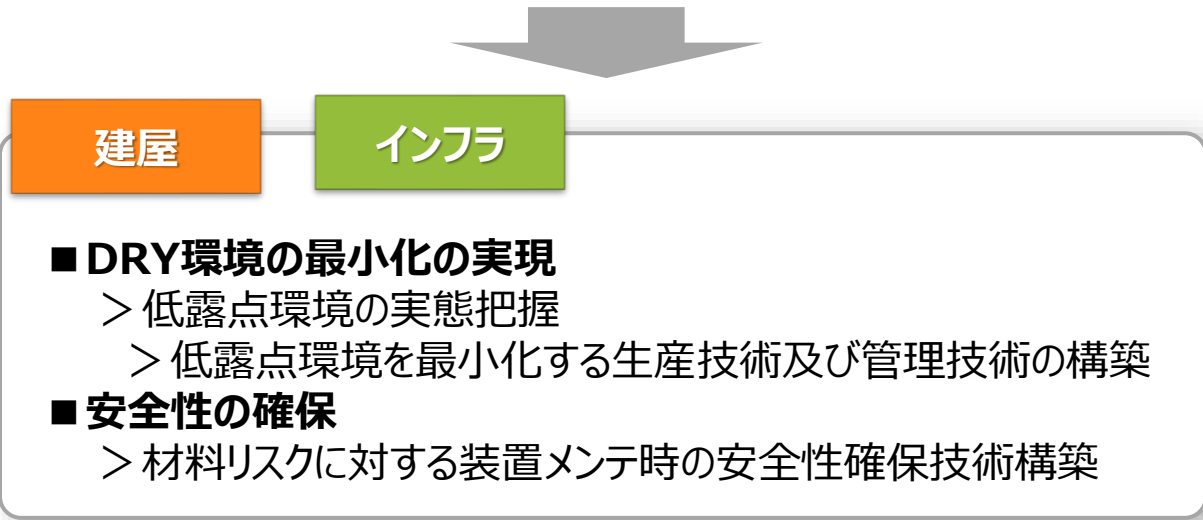 建屋
インフラ
■DRY環境の最小化の実現
＞低露点環境の実態把握
＞低露点環境を最小化する生産技術及び管理技術の構築
■安全性の確保
＞材料リスクに対する装置メンテ時の安全性確保技術構築